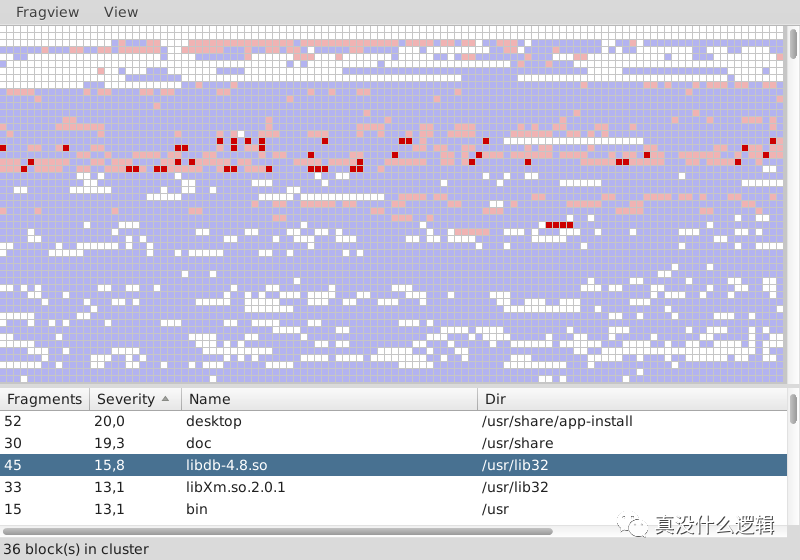 Fragview View
Fragments Severity Name Dir
52 20,0 desktop /usr/share/app-install
30 19,3 doc /usr/share
45 15,8 libdb-4.8.so /usr/lib32
33 13,1 libXm.so.2.0.1 /usr/lib32
15 13,1 bin /usr
真没什么逻辑
36 block(s) in cluster